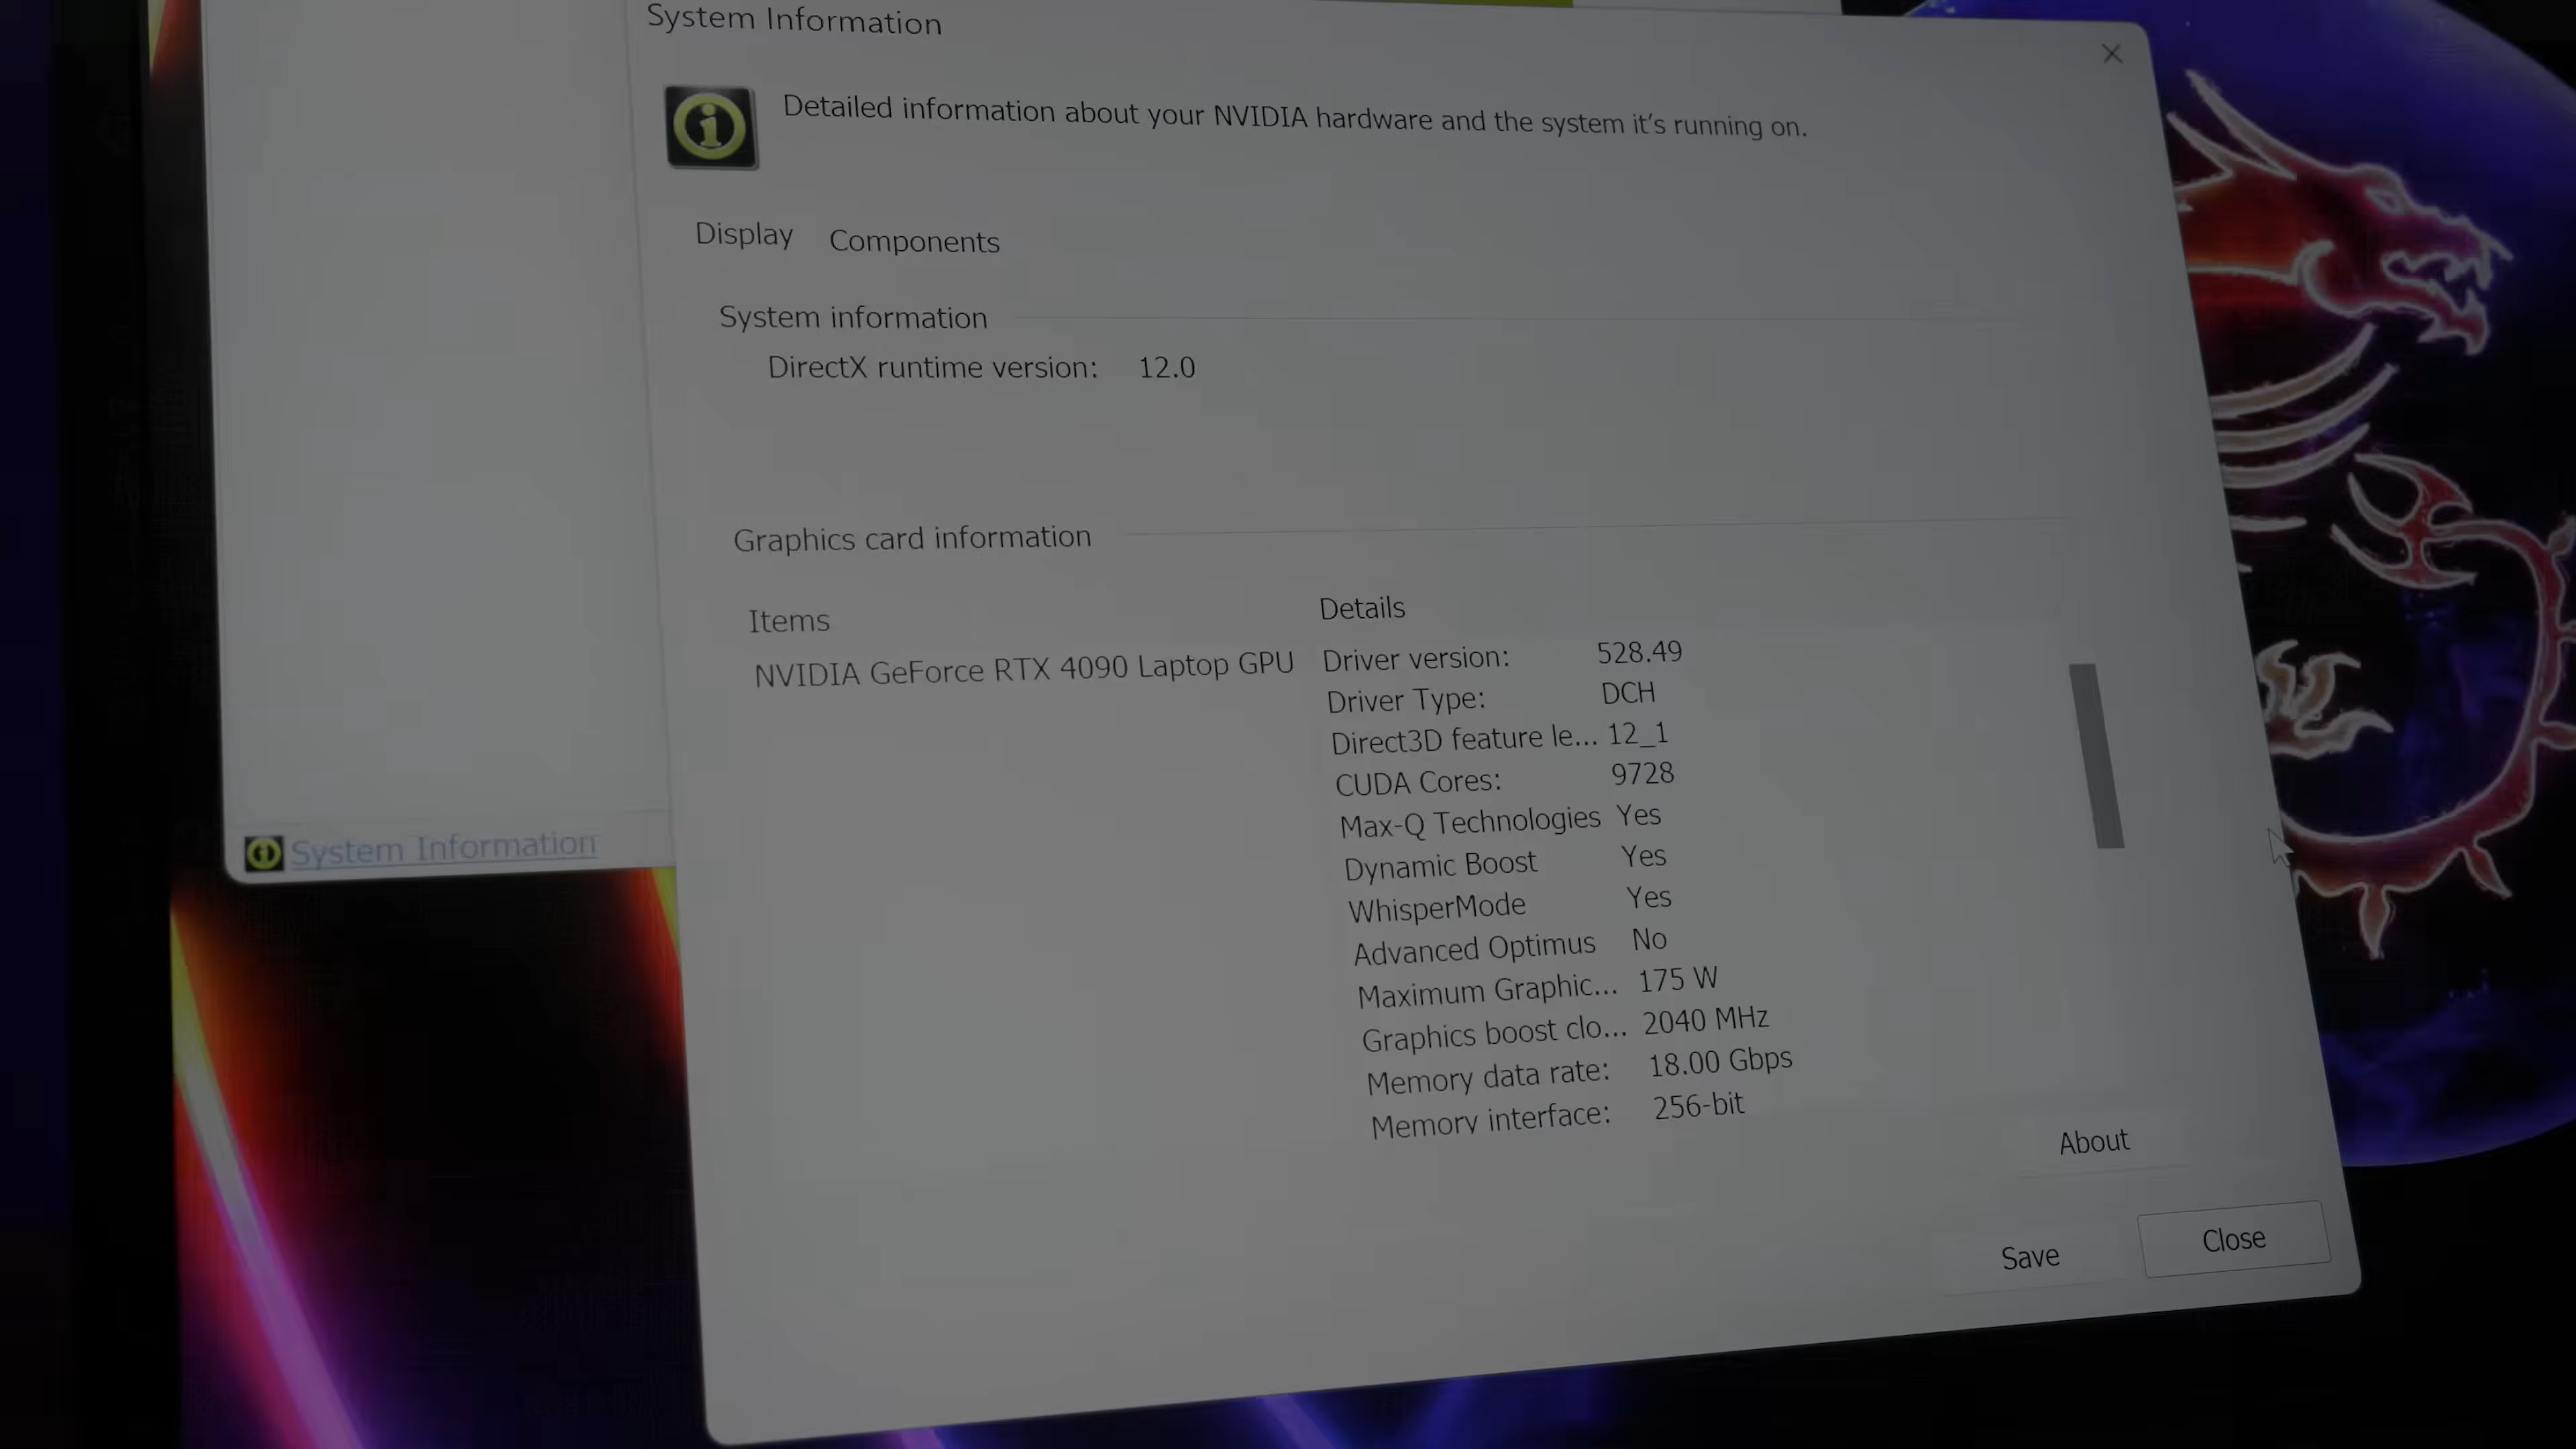 System Information
Detailed information about your NVIDIA hardware and the system it's running on.
Display Components
System information
DirectX runtime version: 12.0
Graphics card information
Items Details
NVIDIA GeForce RTX 4090 Laptop GPU Driver version: 528.49
Driver Type: DCH
Direct3D feature le... 12_1
CUDA Cores: 9728
Max-Q Technologies Yes
Dynamic Boost Yes
WhisperMode Yes
Advanced Optimus No
Maximum Graphic... 175 W
Graphics boost clo... 2040 MHz
Memory data rate: 18.00 Gbps
Memory interface: 256-bit
System Information
About
Save Close